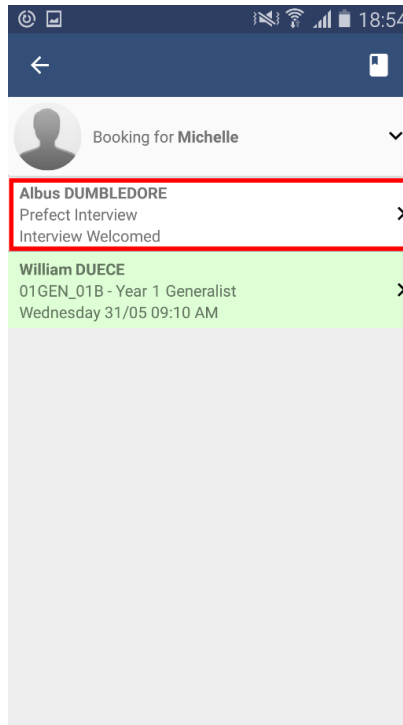 18:54
Booking for Michelle
Albus DUMBLEDORE
Prefect Interview
Interview Welcomed
William DUECE
01GEN_01B - Year 1 Generalist
Wednesday 31/05 09:10 AM